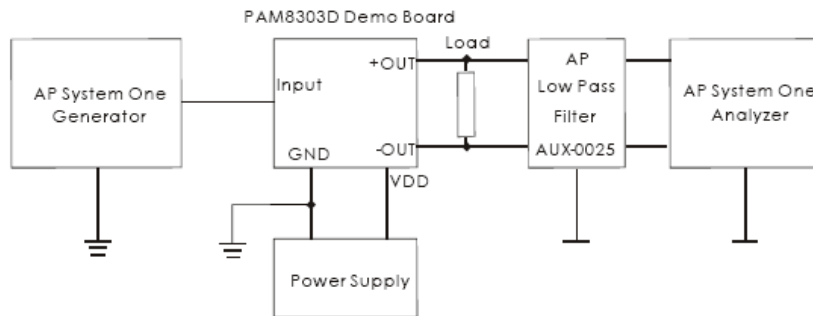 PAM8303D Demo Board
AP System One
Generator
Input
+OUT
-OUT
GND
VDD
Load
AP
Low Pass
Filter
AUX-0025
AP System One
Analyzer
Power Supply